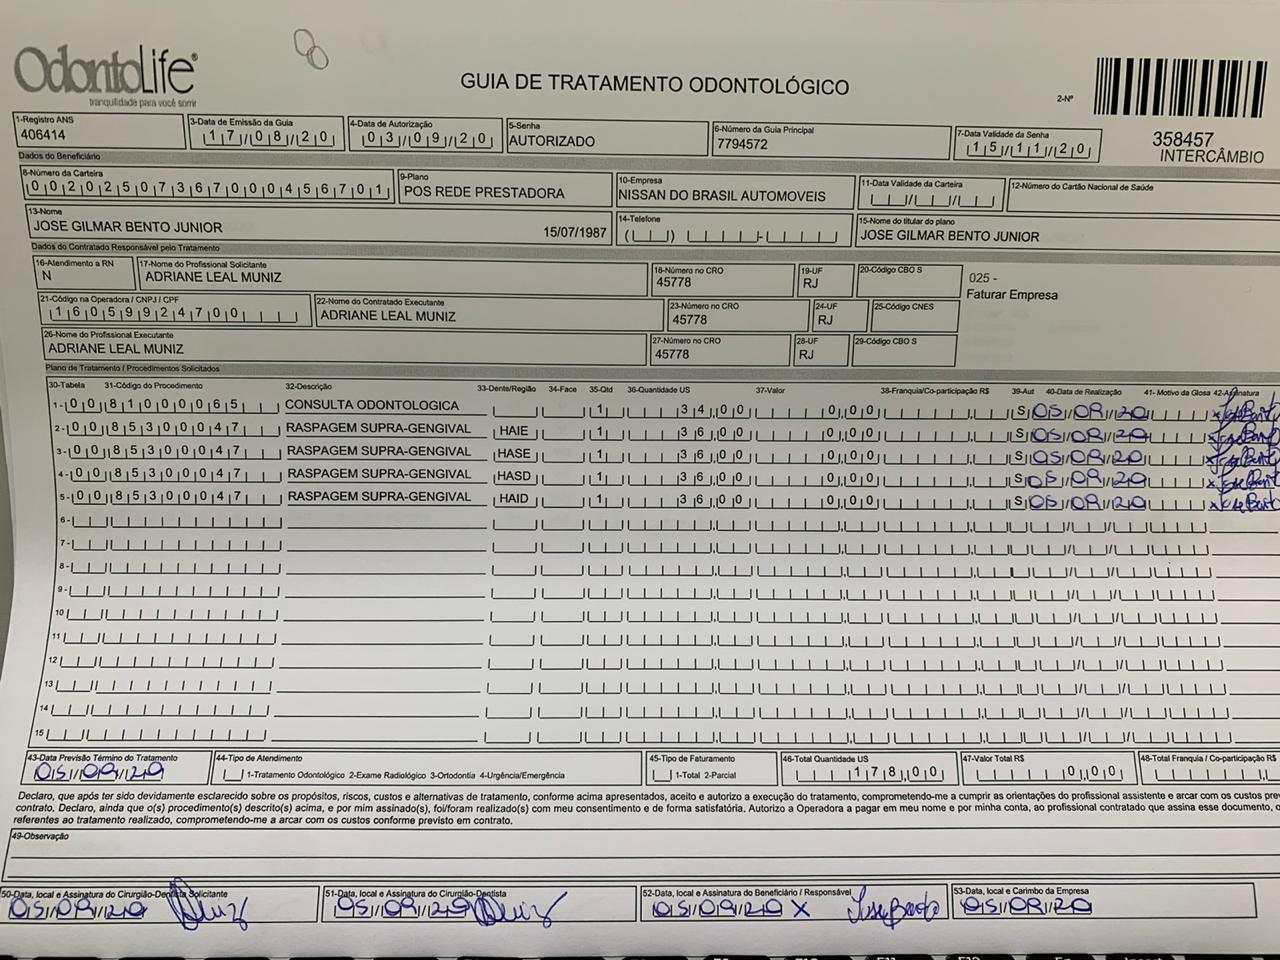 OdontoLife®
tranquilidade para você sorrir
GUIA DE TRATAMENTO ODONTOLÓGICO
2-Nº
358457
INTERCÂMBIO
1-Registro ANS
406414
3-Data de Emissão da Guia
17/08/20
4-Data de Autorização
03/09/20
5-Senha
AUTORIZADO
6-Número da Guia Principal
7794572
7-Data Validade da Senha
15/11/20
Dados do Beneficiário
8-Número da Carteira
00202507367000456701
9-Plano
POS REDE PRESTADORA
10-Empresa
NISSAN DO BRASIL AUTOMOVEIS
11-Data Validade da Carteira
12-Número do Cartão Nacional de Saúde
13-Nome
JOSE GILMAR BENTO JUNIOR 15/07/1987
14-Telefone
15-Nome do titular do plano
JOSE GILMAR BENTO JUNIOR
Dados do Contratado Responsável pelo Tratamento
16-Atendimento a RN
N
17-Nome do Profissional Solicitante
ADRIANE LEAL MUNIZ
18-Número no CRO
45778
19-UF
RJ
20-Código CBO S
025 -
Faturar Empresa
21-Código na Operadora / CNPJ / CPF
16059924700
22-Nome do Contratado Executante
ADRIANE LEAL MUNIZ
23-Número no CRO
45778
24-UF
RJ
25-Código CNES
26-Nome do Profissional Executante
ADRIANE LEAL MUNIZ
27-Número no CRO
45778
28-UF
RJ
29-Código CBO S
Plano de Tratamento / Procedimentos Solicitados
30-Tabela 31-Código do Procedimento 32-Descrição 33-Dente/Região 34-Face 35-Qtd 36-Quantidade US 37-Valor 38-Franquia/Co-participação R$ 39-Aut 40-Data de Realização 41- Motivo da Glosa 42-Assinatura
1- 00 81000065 CONSULTA ODONTOLOGICA 1 34,00 0,00 S 05/09/20 x Jose Bento
2- 00 85300047 RASPAGEM SUPRA-GENGIVAL HAIE 1 36,00 0,00 S 05/09/20 x Jose Bento
3- 00 85300047 RASPAGEM SUPRA-GENGIVAL HASE 1 36,00 0,00 S 05/09/20 x Jose Bento
4- 00 85300047 RASPAGEM SUPRA-GENGIVAL HASD 1 36,00 0,00 S 05/09/20 x Jose Bento
5- 00 85300047 RASPAGEM SUPRA-GENGIVAL HAID 1 36,00 0,00 S 05/09/20 x Jose Bento
6-
7-
8-
9-
10
11
12
13
14
15
43-Data Previsão Término do Tratamento
05/09/20
44-Tipo de Atendimento
1-Tratamento Odontológico 2-Exame Radiológico 3-Ortodontia 4-Urgência/Emergência
45-Tipo de Faturamento
1-Total 2-Parcial
46-Total Quantidade US
178,00
47-Valor Total R$
0,00
48-Total Franquia / Co-participação R$
Declaro, que após ter sido devidamente esclarecido sobre os propósitos, riscos, custos e alternativas de tratamento, conforme acima apresentados, aceito e autorizo a execução do tratamento, comprometendo-me a cumprir as orientações do profissional assistente e arcar com os custos
contrato. Declaro, ainda que o(s) procedimento(s) descrito(s) acima, e por mim assinado(s), foi/foram realizado(s) com meu consentimento e de forma satisfatória. Autorizo a Operadora a pagar em meu nome e por minha conta, ao profissional contratado que assina esse documento,
referentes ao tratamento realizado, comprometendo-me a arcar com os custos conforme previsto em contrato.
49-Observação
50-Data, local e Assinatura do Cirurgião-Dentista Solicitante
05/09/20
51-Data, local e Assinatura do Cirurgião-Dentista
05/09/20
52-Data, local e Assinatura do Beneficiário / Responsável
05/09/20 X Jose Bento
53-Data, local e Carimbo da Empresa
05/09/20